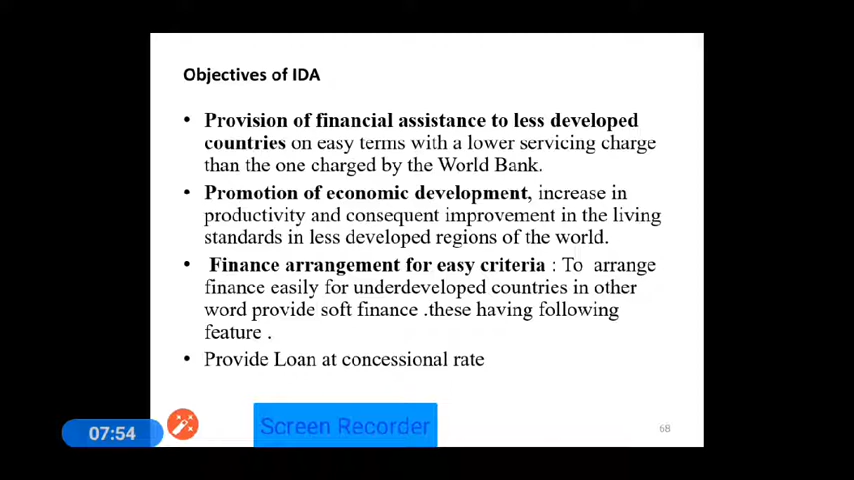 Objectives of IDA
• Provision of financial assistance to less developed
countries on easy terms with a lower servicing charge
than the one charged by the World Bank.
• Promotion of economic development, increase in
productivity and consequent improvement in the living
standards in less developed regions of the world.
• Finance arrangement for easy criteria : To arrange
finance easily for underdeveloped countries in other
word provide soft finance .these having following
feature .
• Provide Loan at concessional rate
07:54
Screen Recorder
68